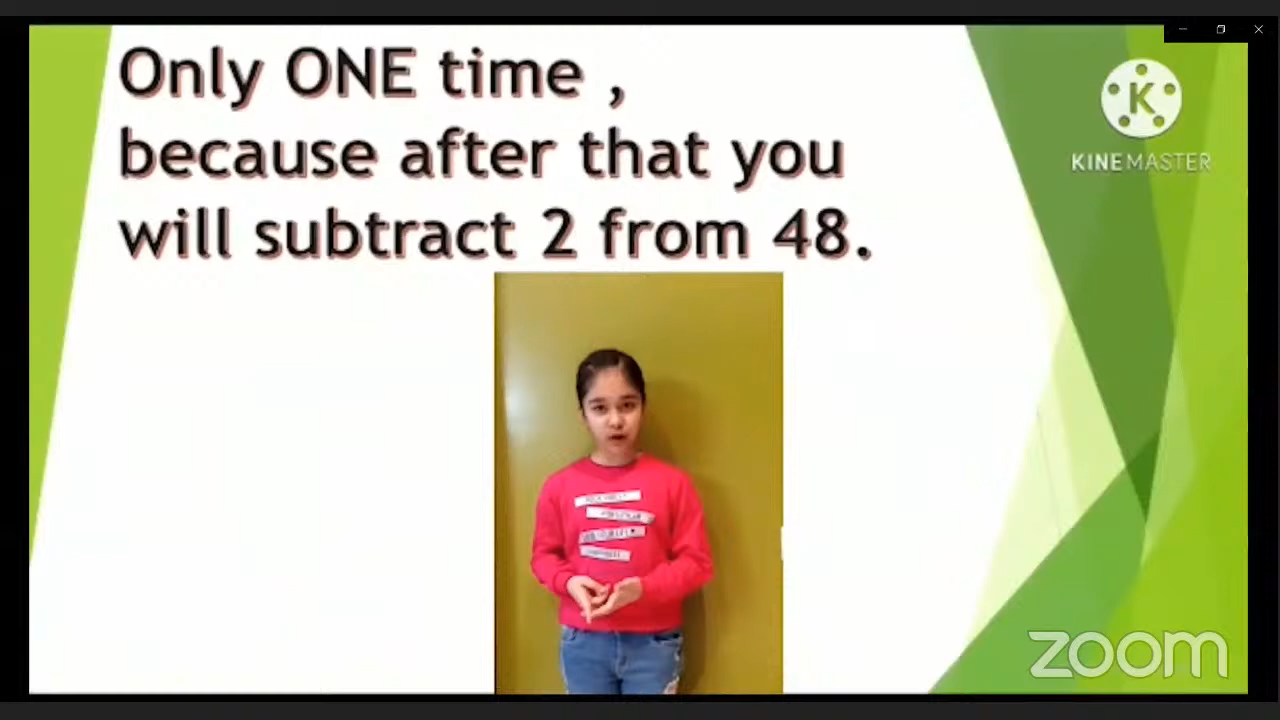 Only ONE time ,
because after that you
will subtract 2 from 48.
K
KINEMASTER
zoom